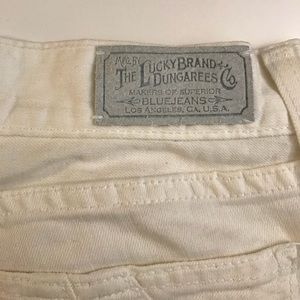 THE LUCKY BRAND
DUNGAREES CO.
MAKERS OF SUPERIOR
BLUEJEANS
LOS ANGELES, CA, U.S.A.